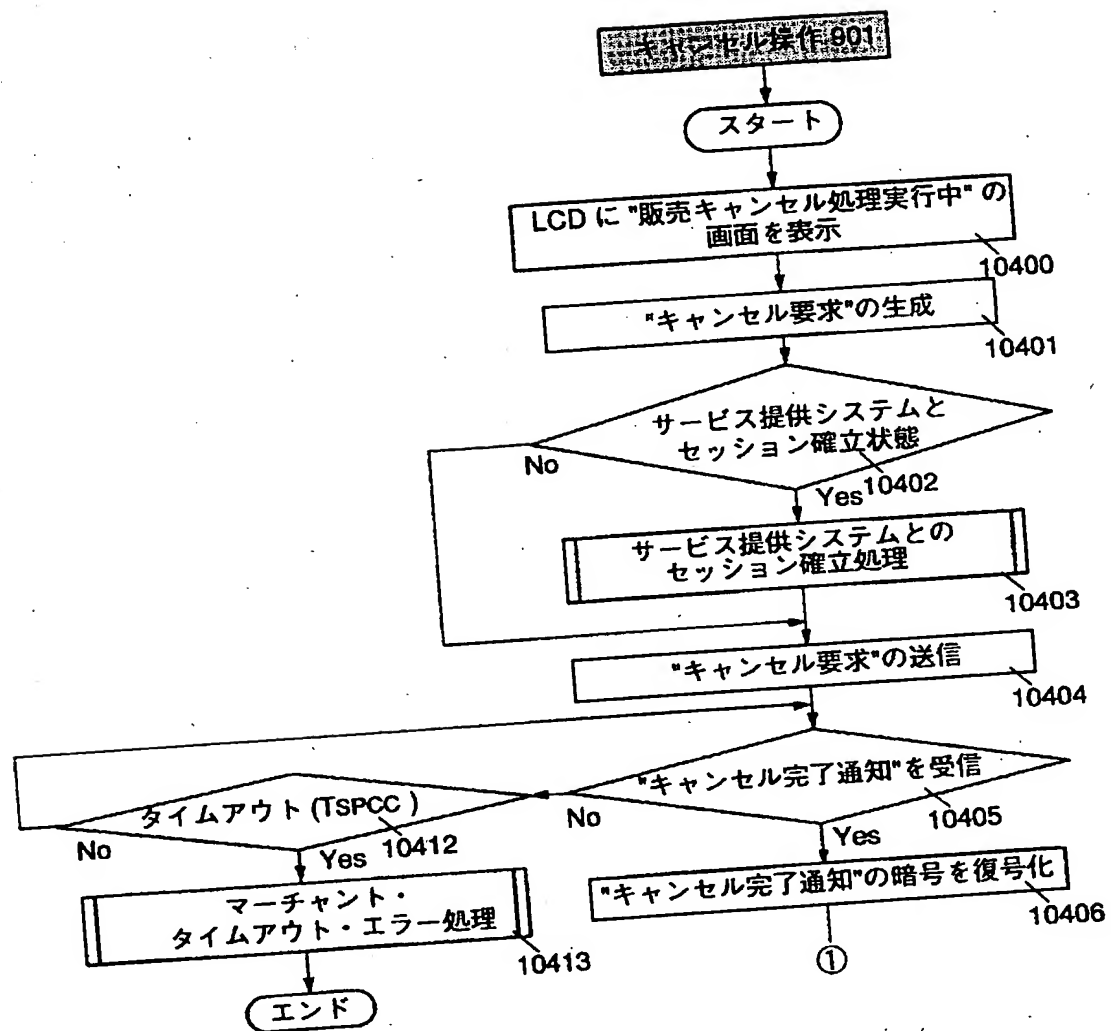 キャンセル操作 901
スタート
LCD に "販売キャンセル処理実行中" の
画面を表示
10400
"キャンセル要求"の生成
10401
サービス提供システムと
セッション確立状態
No
10402
Yes
サービス提供システムとの
セッション確立処理
10403
"キャンセル要求"の送信
10404
"キャンセル完了通知"を受信
No
10405
Yes
タイムアウト (TSPCC)
No
10412
Yes
"キャンセル完了通知"の暗号を復号化
10406
①
マーチャント・
タイムアウト・エラー処理
10413
エンド